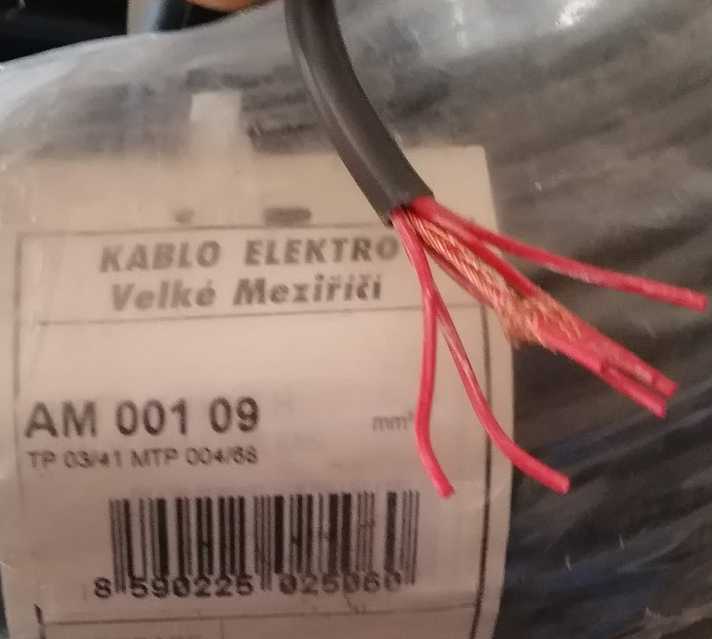 KABLO ELEKTRO
Velké Meziříčí
AM 001 09
mm²
TP 03/41 MTP 004/68
8 590225 025060